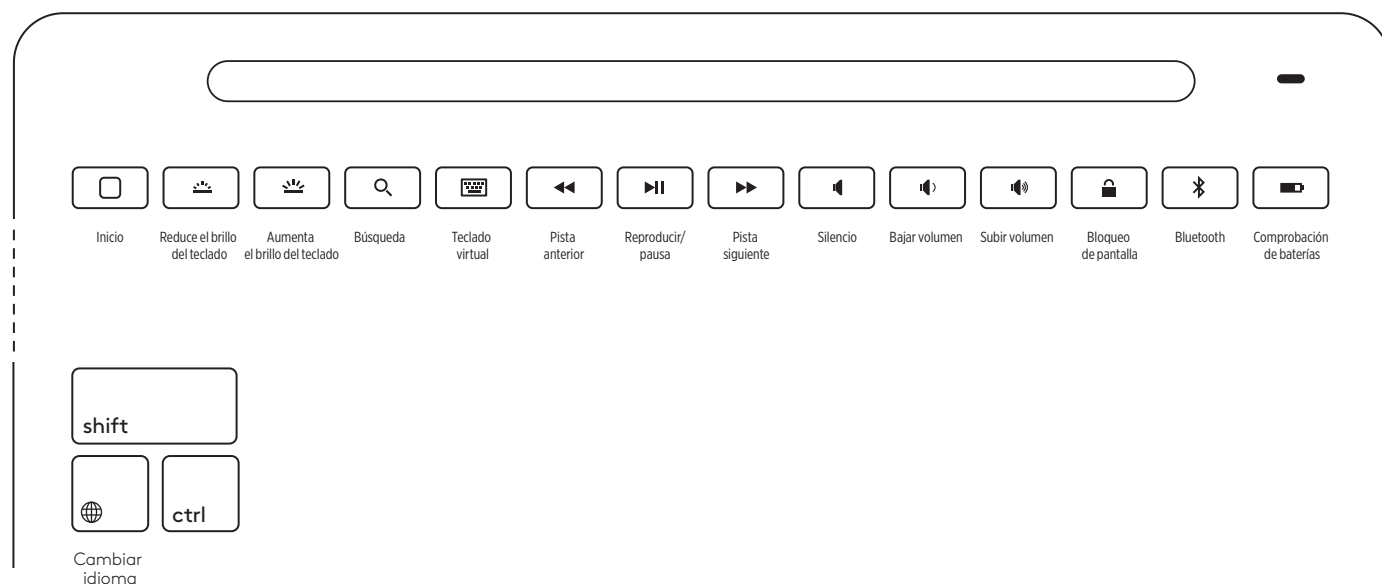 Inicio
Reduce el brillo
del teclado
Aumenta
el brillo del teclado
Búsqueda
Teclado
virtual
Pista
anterior
Reproducir/
pausa
Pista
siguiente
Silencio
Bajar volumen
Subir volumen
Bloqueo
de pantalla
Bluetooth
Comprobación
de baterías
shift
ctrl
Cambiar
idioma